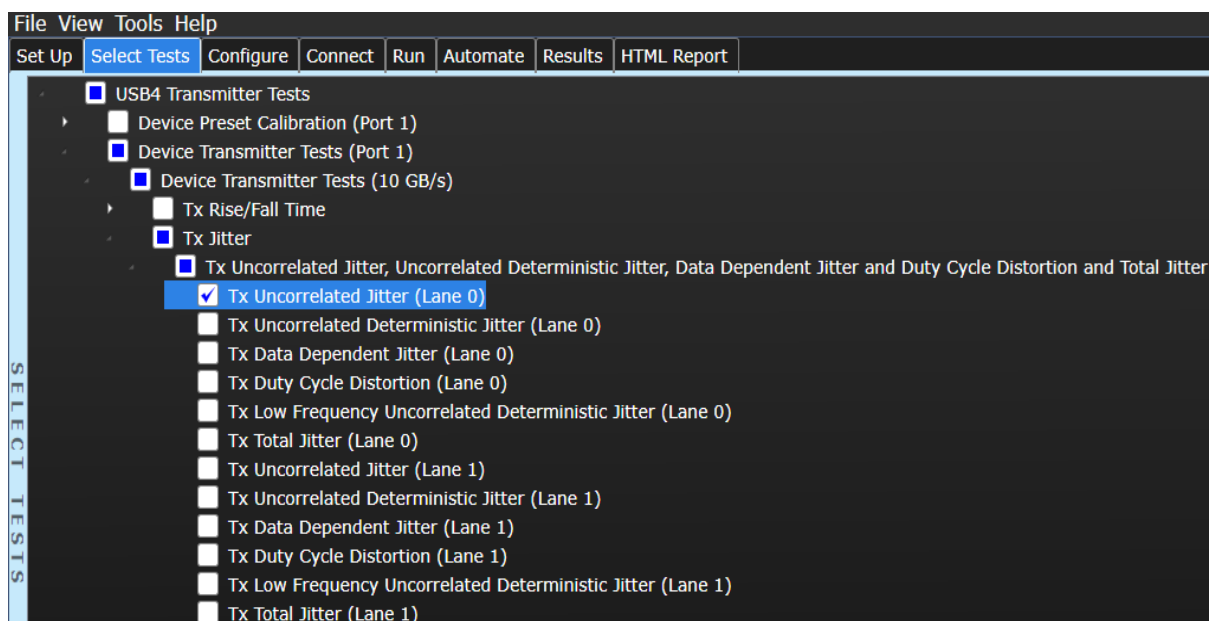 File View Tools Help
Set Up Select Tests Configure Connect Run Automate Results HTML Report
USB4 Transmitter Tests
Device Preset Calibration (Port 1)
Device Transmitter Tests (Port 1)
Device Transmitter Tests (10 GB/s)
Tx Rise/Fall Time
Tx Jitter
Tx Uncorrelated Jitter, Uncorrelated Deterministic Jitter, Data Dependent Jitter and Duty Cycle Distortion and Total Jitter
Tx Uncorrelated Jitter (Lane 0)
Tx Uncorrelated Deterministic Jitter (Lane 0)
Tx Data Dependent Jitter (Lane 0)
Tx Duty Cycle Distortion (Lane 0)
Tx Low Frequency Uncorrelated Deterministic Jitter (Lane 0)
Tx Total Jitter (Lane 0)
Tx Uncorrelated Jitter (Lane 1)
Tx Uncorrelated Deterministic Jitter (Lane 1)
Tx Data Dependent Jitter (Lane 1)
Tx Duty Cycle Distortion (Lane 1)
Tx Low Frequency Uncorrelated Deterministic Jitter (Lane 1)
Tx Total Jitter (Lane 1)
SELECT TESTS